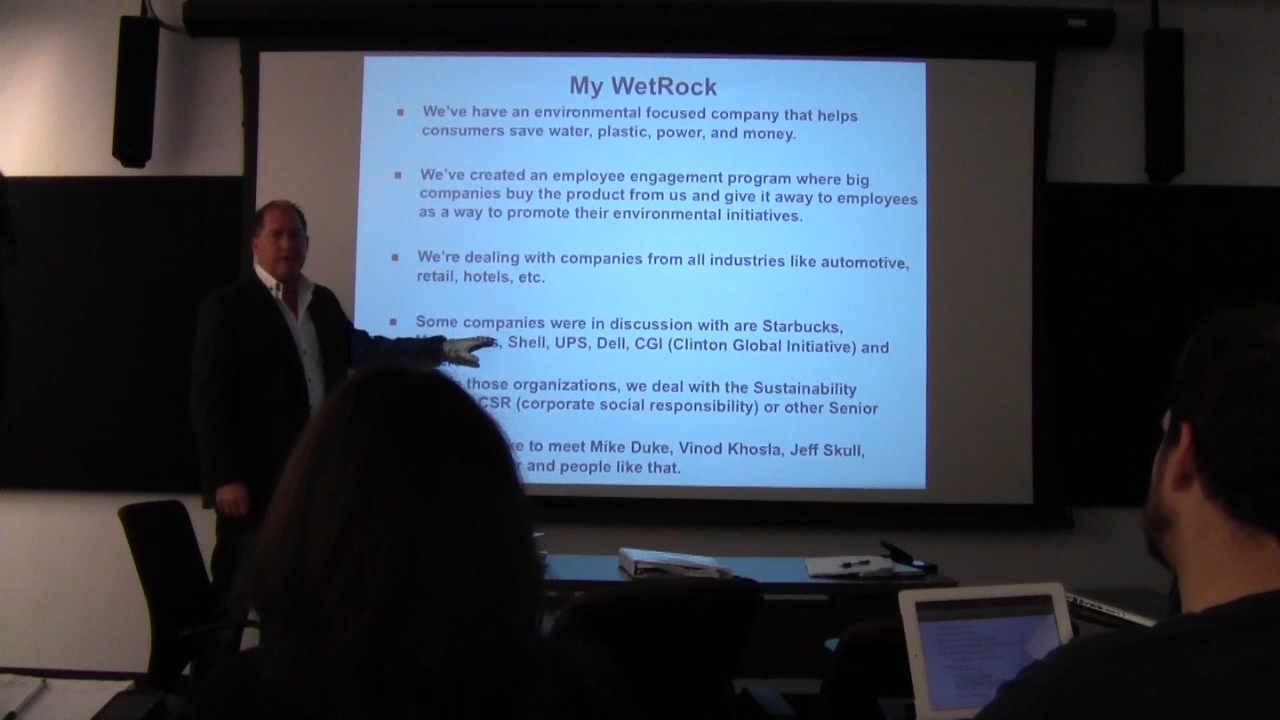 My WetRock
We've have an environmental focused company that helps
consumers save water, plastic, power, and money.
We've created an employee engagement program where big
companies buy the product from us and give it away to employees
as a way to promote their environmental initiatives.
We're dealing with companies from all industries like automotive,
retail, hotels, etc.
Some companies were in discussion with are Starbucks,
Shell, UPS, Dell, CGI (Clinton Global Initiative) and
those organizations, we deal with the Sustainability
CSR (corporate social responsibility) or other Senior
to meet Mike Duke, Vinod Khosla, Jeff Skull,
and people like that.